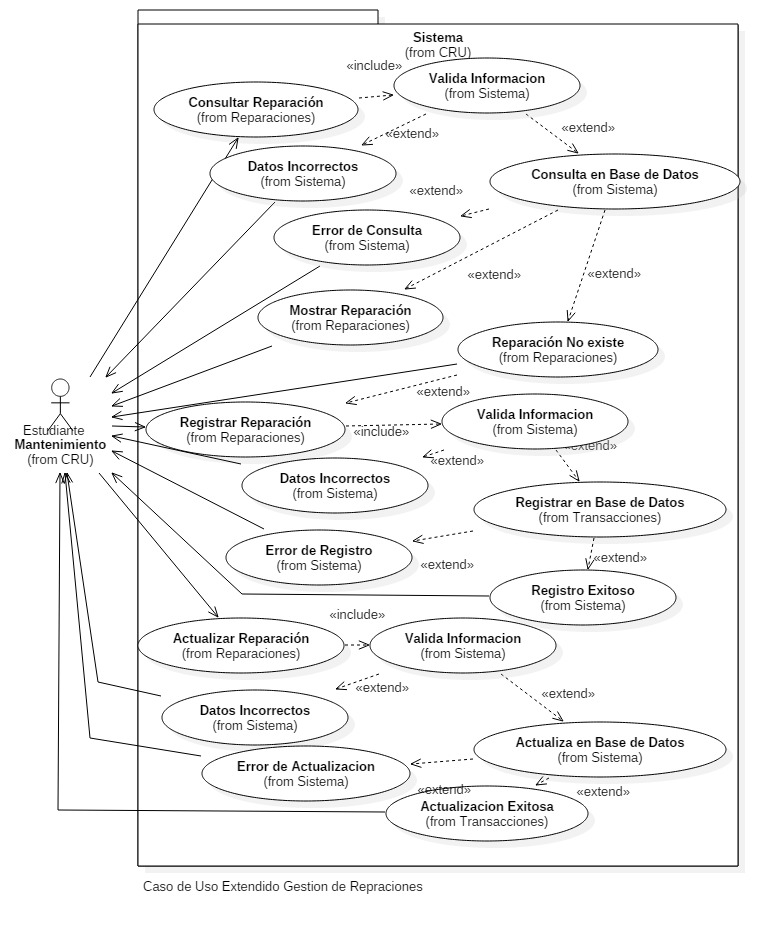 Sistema
(from CRU)
«include»
Valida Informacion
(from Sistema)
Consultar Reparación
(from Reparaciones)
«extend»
«extend»
Datos Incorrectos
(from Sistema)
Consulta en Base de Datos
(from Sistema)
«extend»
Error de Consulta
(from Sistema)
«extend»
«extend»
Mostrar Reparación
(from Reparaciones)
Reparación No existe
(from Reparaciones)
«extend»
Estudiante
Mantenimiento
(from CRU)
Registrar Reparación
(from Reparaciones)
«include»
Valida Informacion
(from Sistema)
«extend»
«extend»
Datos Incorrectos
(from Sistema)
Registrar en Base de Datos
(from Transacciones)
Error de Registro
(from Sistema)
«extend»
«extend»
Registro Exitoso
(from Sistema)
«include»
Actualizar Reparación
(from Reparaciones)
Valida Informacion
(from Sistema)
«extend»
«extend»
Datos Incorrectos
(from Sistema)
Actualiza en Base de Datos
(from Sistema)
Error de Actualizacion
(from Sistema)
«extend»
«extend»
Actualizacion Exitosa
(from Transacciones)
Caso de Uso Extendido Gestion de Repraciones